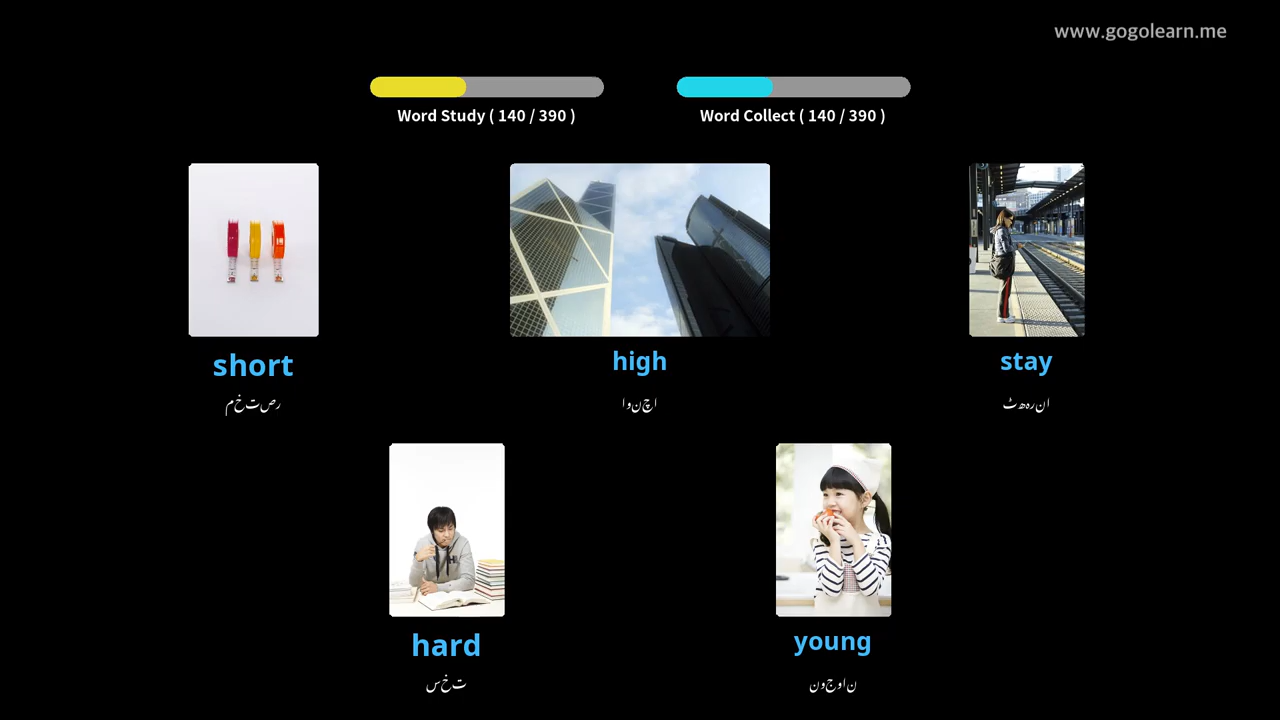 www.gogolearn.me
Word Study ( 140 / 390 )
Word Collect ( 140 / 390 )
short
high
stay
مختصر
اونچا
ٹھہرنا
hard
young
سخت
نوجوان